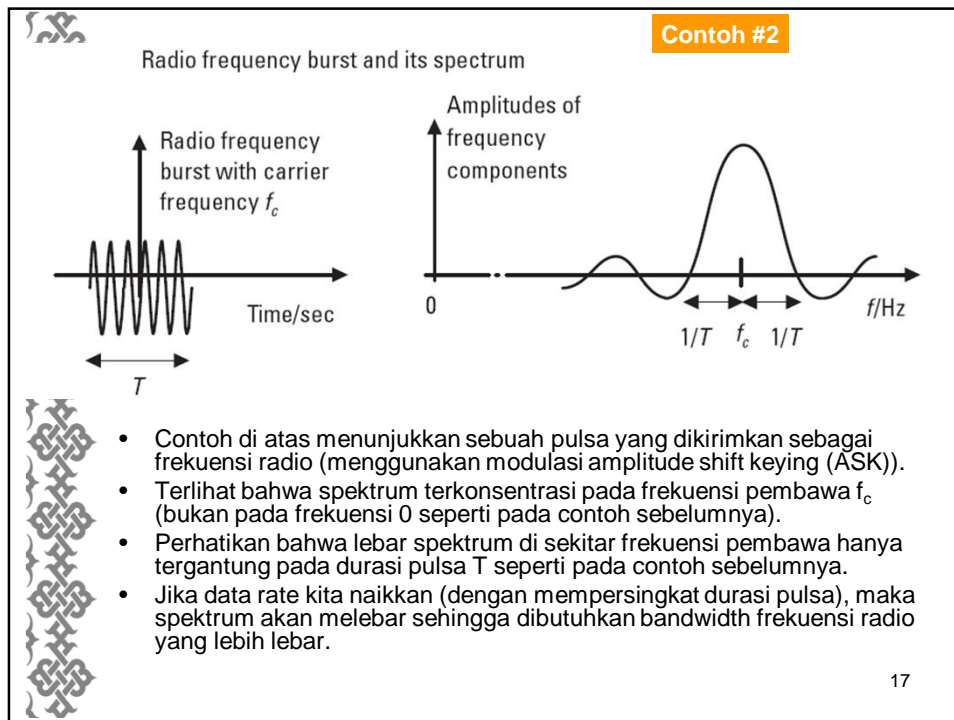 Contoh #2
Radio frequency burst and its spectrum
Radio frequency
burst with carrier
frequency fc
Time/sec
T
Amplitudes of
frequency
components
0
f/Hz
1/T fc 1/T
• Contoh di atas menunjukkan sebuah pulsa yang dikirimkan sebagai
frekuensi radio (menggunakan modulasi amplitude shift keying (ASK)).
• Terlihat bahwa spektrum terkonsentrasi pada frekuensi pembawa fc
(bukan pada frekuensi 0 seperti pada contoh sebelumnya).
• Perhatikan bahwa lebar spektrum di sekitar frekuensi pembawa hanya
tergantung pada durasi pulsa T seperti pada contoh sebelumnya.
• Jika data rate kita naikkan (dengan mempersingkat durasi pulsa), maka
spektrum akan melebar sehingga dibutuhkan bandwidth frekuensi radio
yang lebih lebar.
17